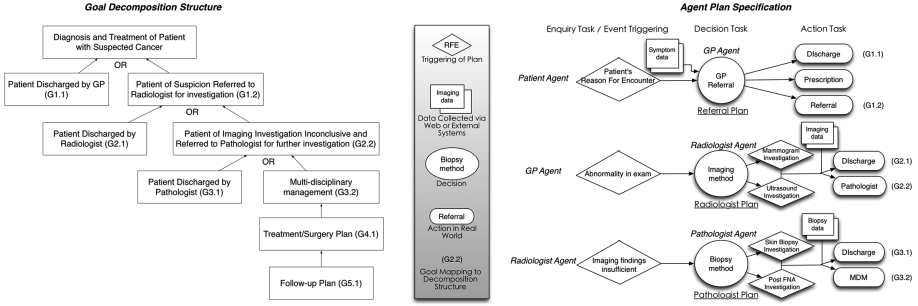 Goal Decomposition Structure
Diagnosis and Treatment of Patient
with Suspected Cancer
OR
Patient Discharged by GP
(G1.1)
Patient of Suspicion Referred to
Radiologist for investigation (G1.2)
OR
Patient Discharged by
Radiologist (G2.1)
Patient of Imaging Investigation Inconclusive and
Referred to Pathologist for further investigation (G2.2)
OR
Patient Discharged by
Pathologist (G3.1)
Multi-disciplinary
management (G3.2)
Treatment/Surgery Plan (G4.1)
Follow-up Plan (G5.1)
RFE
Triggering of Plan
Imaging
data
Data Collected via
Web or External
Systems
Biopsy
method
Decision
Referral
Action in Real
World
(G2.2)
Goal Mapping to
Decomposition
Structure
Agent Plan Specification
Enquiry Task / Event Triggering
Decision Task
Action Task
Patient Agent
Patient's
Reason For Encounter
Symptom
data
GP Agent
GP
Referral
Referral Plan
DIscharge
(G1.1)
Prescription
Referral
(G1.2)
GP Agent
Abnormality in exam
Radiologist Agent
Imaging
method
Radiologist Plan
Mammogram
Investigation
Ultrasound
Investigation
Imaging
data
DIscharge
(G2.1)
Pathologist
(G2.2)
Radiologist Agent
Imaging findings
insufficient
Pathologist Agent
Biopsy
method
Pathologist Plan
Skin Biopsy
Investigation
Post FNA
Investigation
Biopsy
data
DIscharge
(G3.1)
MDM
(G3.2)